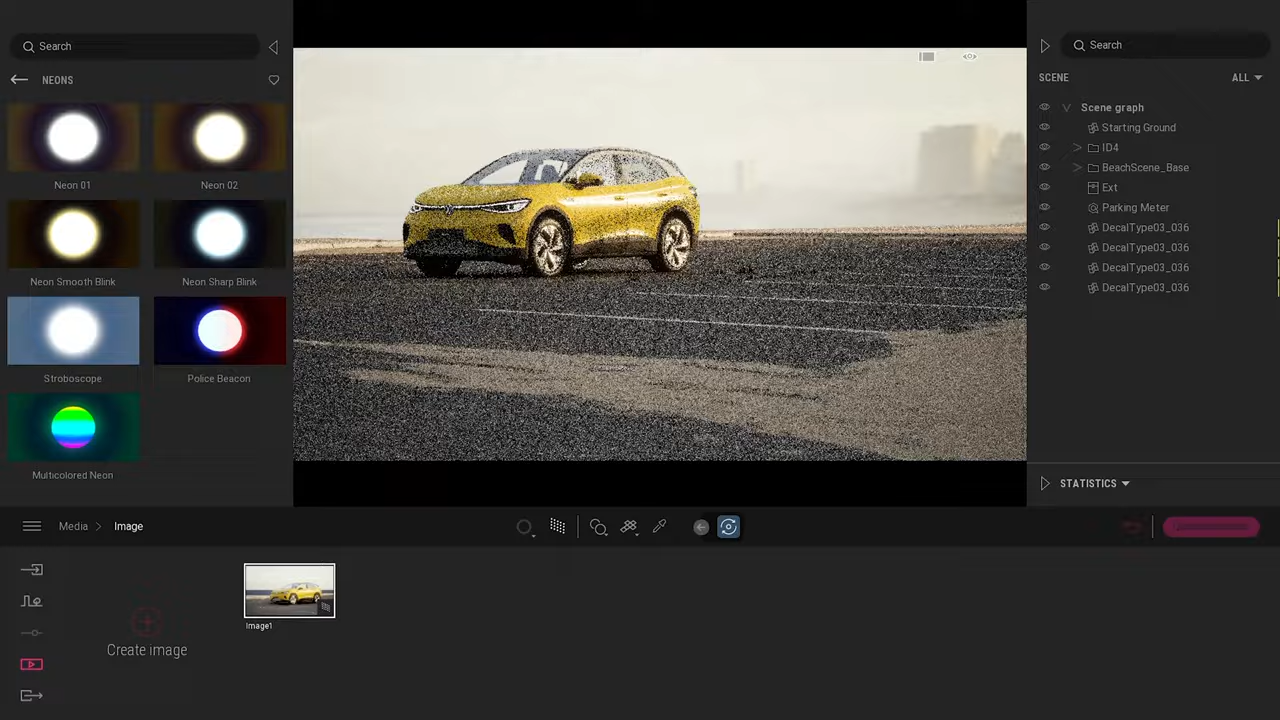 Search
NEONS
Neon 01
Neon 02
Neon Smooth Blink
Neon Sharp Blink
Stroboscope
Police Beacon
Multicolored Neon
Search
SCENE
ALL
Scene graph
Starting Ground
ID4
BeachScene_Base
Ext
Parking Meter
DecalType03_036
DecalType03_036
DecalType03_036
DecalType03_036
STATISTICS
Media
Image
Create image
Image1